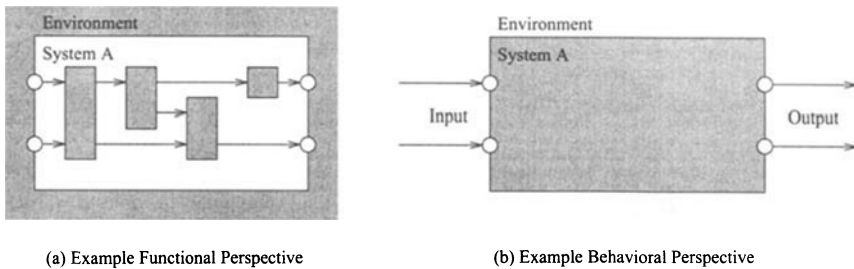 Environment
System A
Environment
System A
Input
Output
(a) Example Functional Perspective
(b) Example Behavioral Perspective